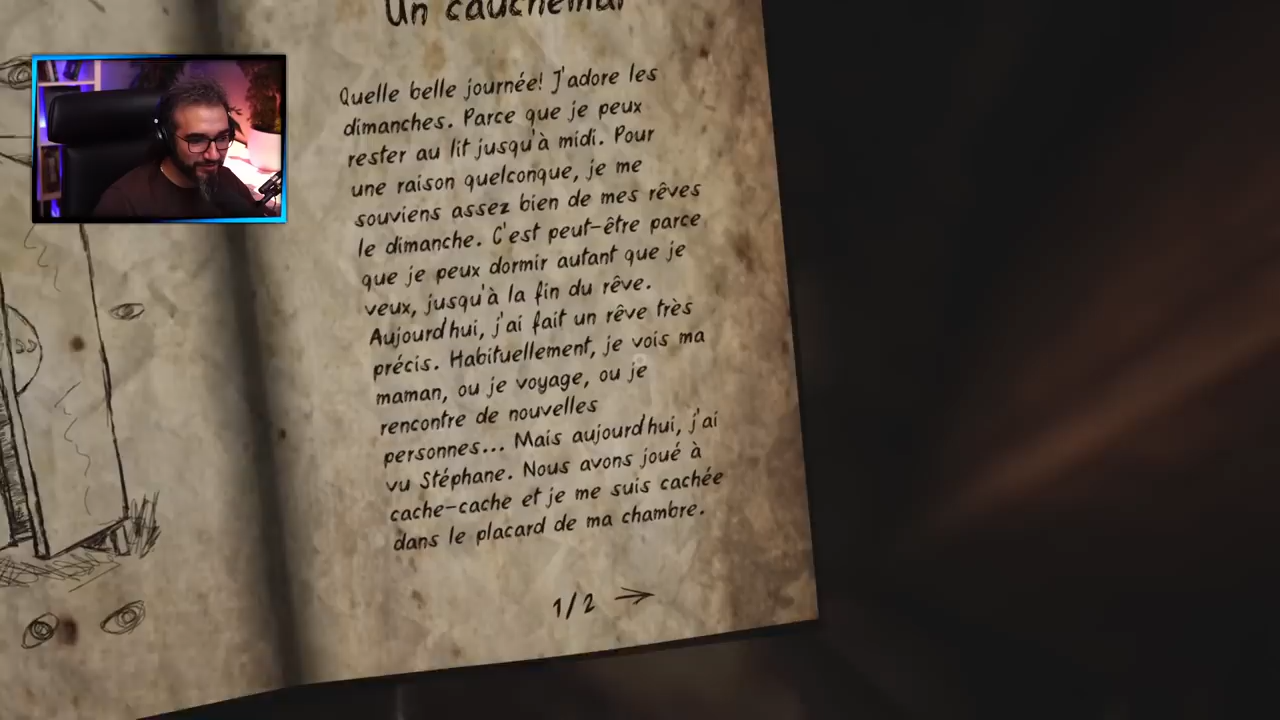 Un cauchemar
Quelle belle journée! J'adore les
dimanches. Parce que je peux
rester au lit jusqu'à midi. Pour
une raison quelconque, je me
souviens assez bien de mes rêves
le dimanche. C'est peut-être parce
que je peux dormir autant que je
veux, jusqu'à la fin du rêve.
Aujourd'hui, j'ai fait un rêve très
précis. Habituellement, je vois ma
maman, ou je voyage, ou je
rencontre de nouvelles
personnes... Mais aujourd'hui, j'ai
vu Stéphane. Nous avons joué à
cache-cache et je me suis cachée
dans le placard de ma chambre.
1/2 →